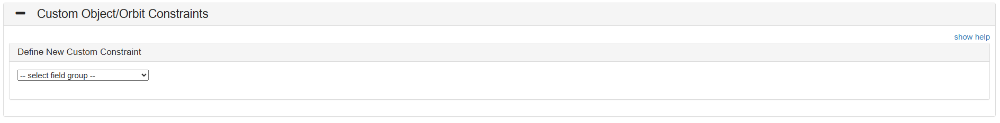 Custom Object/Orbit Constraints
show help
Define New Custom Constraint
-- select field group --